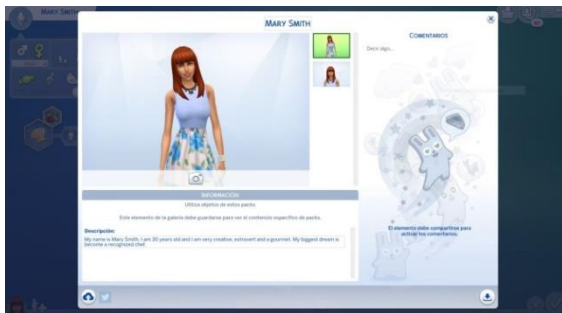 MARY SMITH
MARY SMITH
COMENTARIOS
Decir algo...
INFORMACIÓN
Utiliza objetos de estos packs.
Este elemento de la galería debe guardarse para ver el contenido específico de packs.
Descripción:
My name is Mary Smith, I am 30 years old and I am very creative, extrovert and a gourmet. My biggest dream is
become a recognized chef.
El elemento debe compartirse para
activar los comentarios.